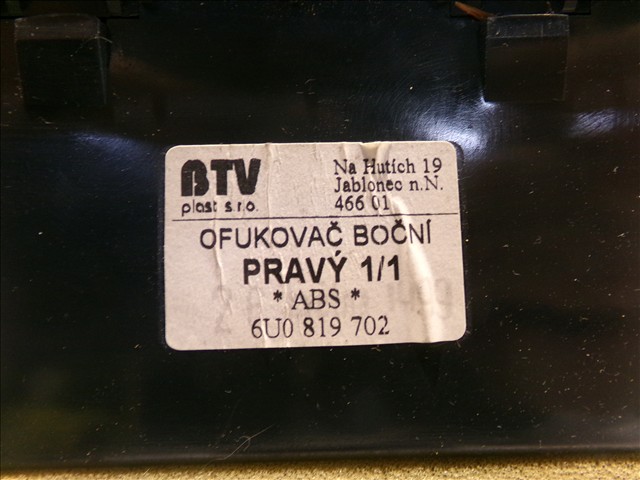 BTV
plast s.r.o.
Na Hutích 19
Jablonec n.N.
466 01
OFUKOVAČ BOČNÍ
PRAVÝ 1/1
* ABS *
6U0 819 702